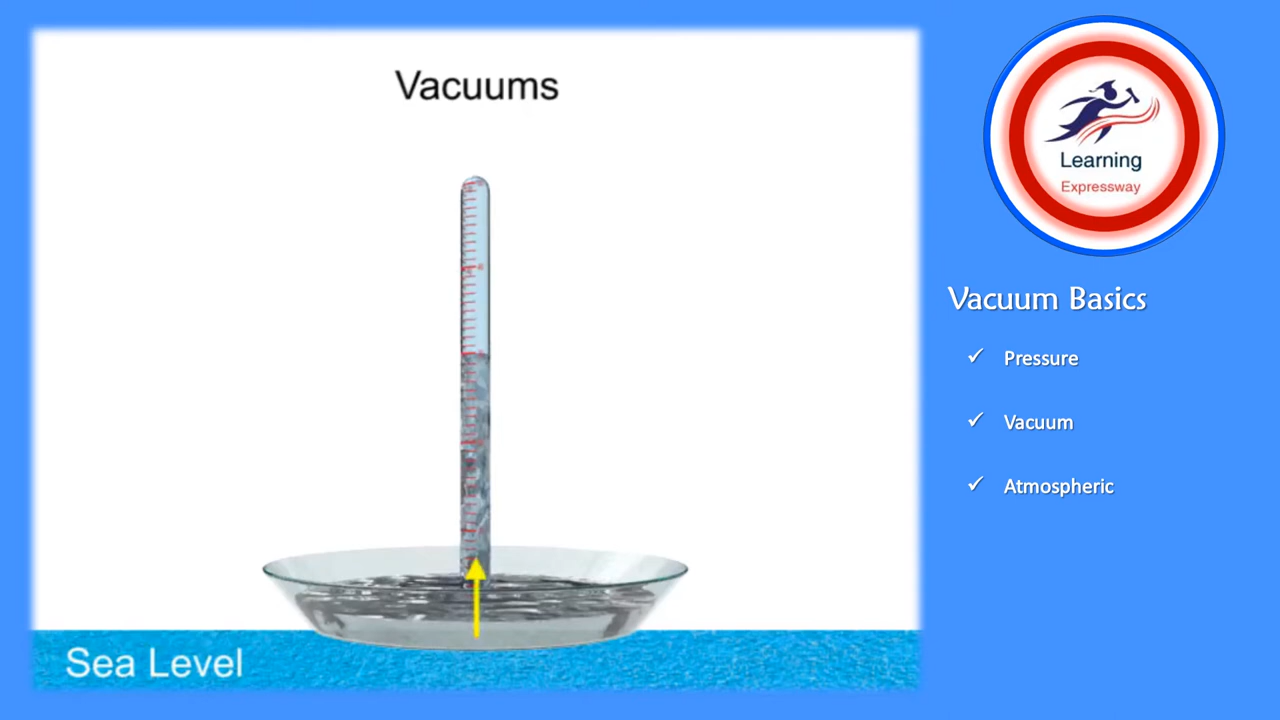 Vacuums
Sea Level
Learning
Expressway
Vacuum Basics
✓ Pressure
✓ Vacuum
✓ Atmospheric